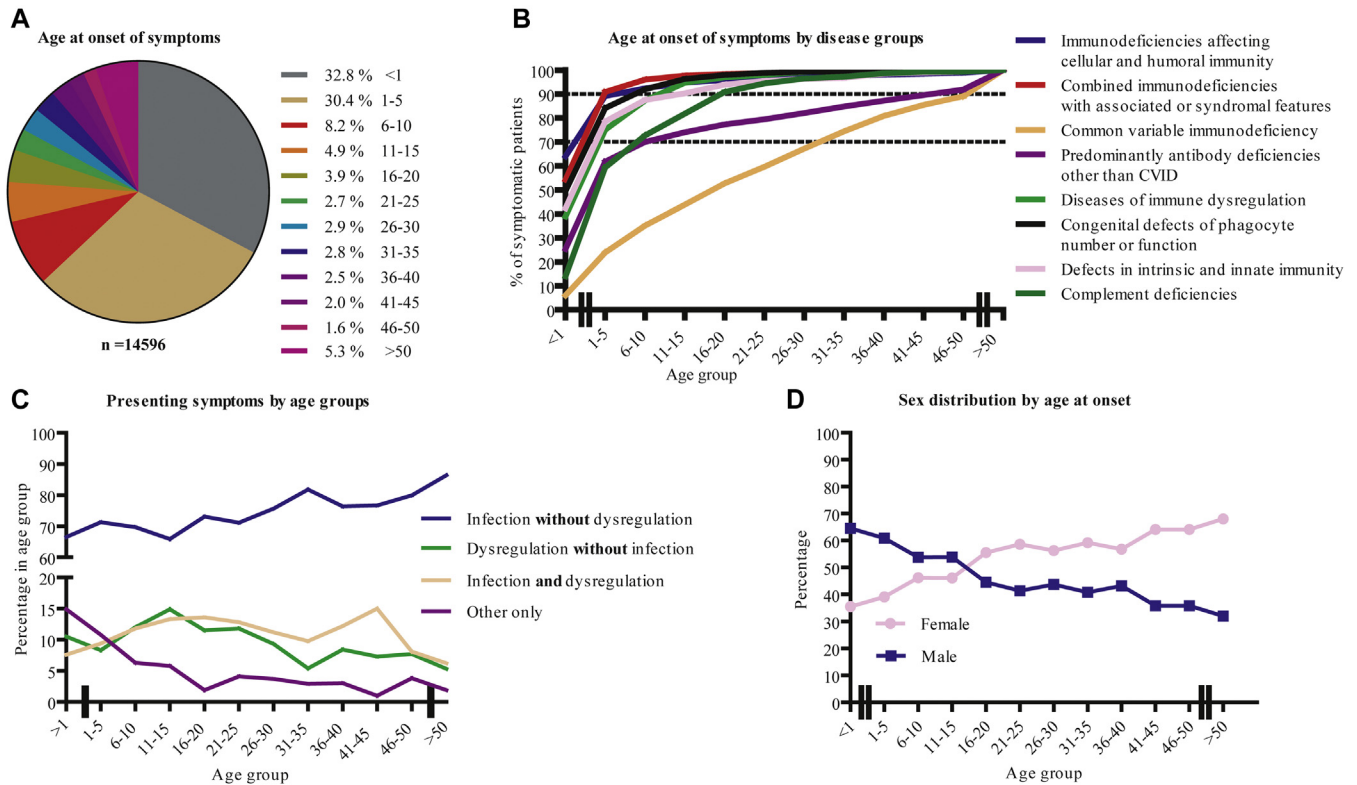 A
Age at onset of symptoms
32.8 % <1
30.4 % 1-5
8.2 % 6-10
4.9 % 11-15
3.9 % 16-20
2.7 % 21-25
2.9 % 26-30
2.8 % 31-35
2.5 % 36-40
2.0 % 41-45
1.6 % 46-50
5.3 % >50
n =14596
B
Age at onset of symptoms by disease groups
% of symptomatic patients
100
90
80
70
60
50
40
30
20
10
0
<1
1-5
6-10
11-15
16-20
21-25
26-30
31-35
36-40
41-45
46-50
>50
Age group
Immunodeficiencies affecting
cellular and humoral immunity
Combined immunodeficiencies
with associated or syndromal features
Common variable immunodeficiency
Predominantly antibody deficiencies
other than CVID
Diseases of immune dysregulation
Congenital defects of phagocyte
number or function
Defects in intrinsic and innate immunity
Complement deficiencies
C
Presenting symptoms by age groups
Percentage in age group
100
90
80
70
60
20
15
10
5
0
>1
1-5
6-10
11-15
16-20
21-25
26-30
31-35
36-40
41-45
46-50
>50
Age group
Infection without dysregulation
Dysregulation without infection
Infection and dysregulation
Other only
D
Sex distribution by age at onset
Percentage
100
90
80
70
60
50
40
30
20
10
0
Female
Male
<1
1-5
6-10
11-15
16-20
21-25
26-30
31-35
36-40
41-45
46-50
>50
Age group